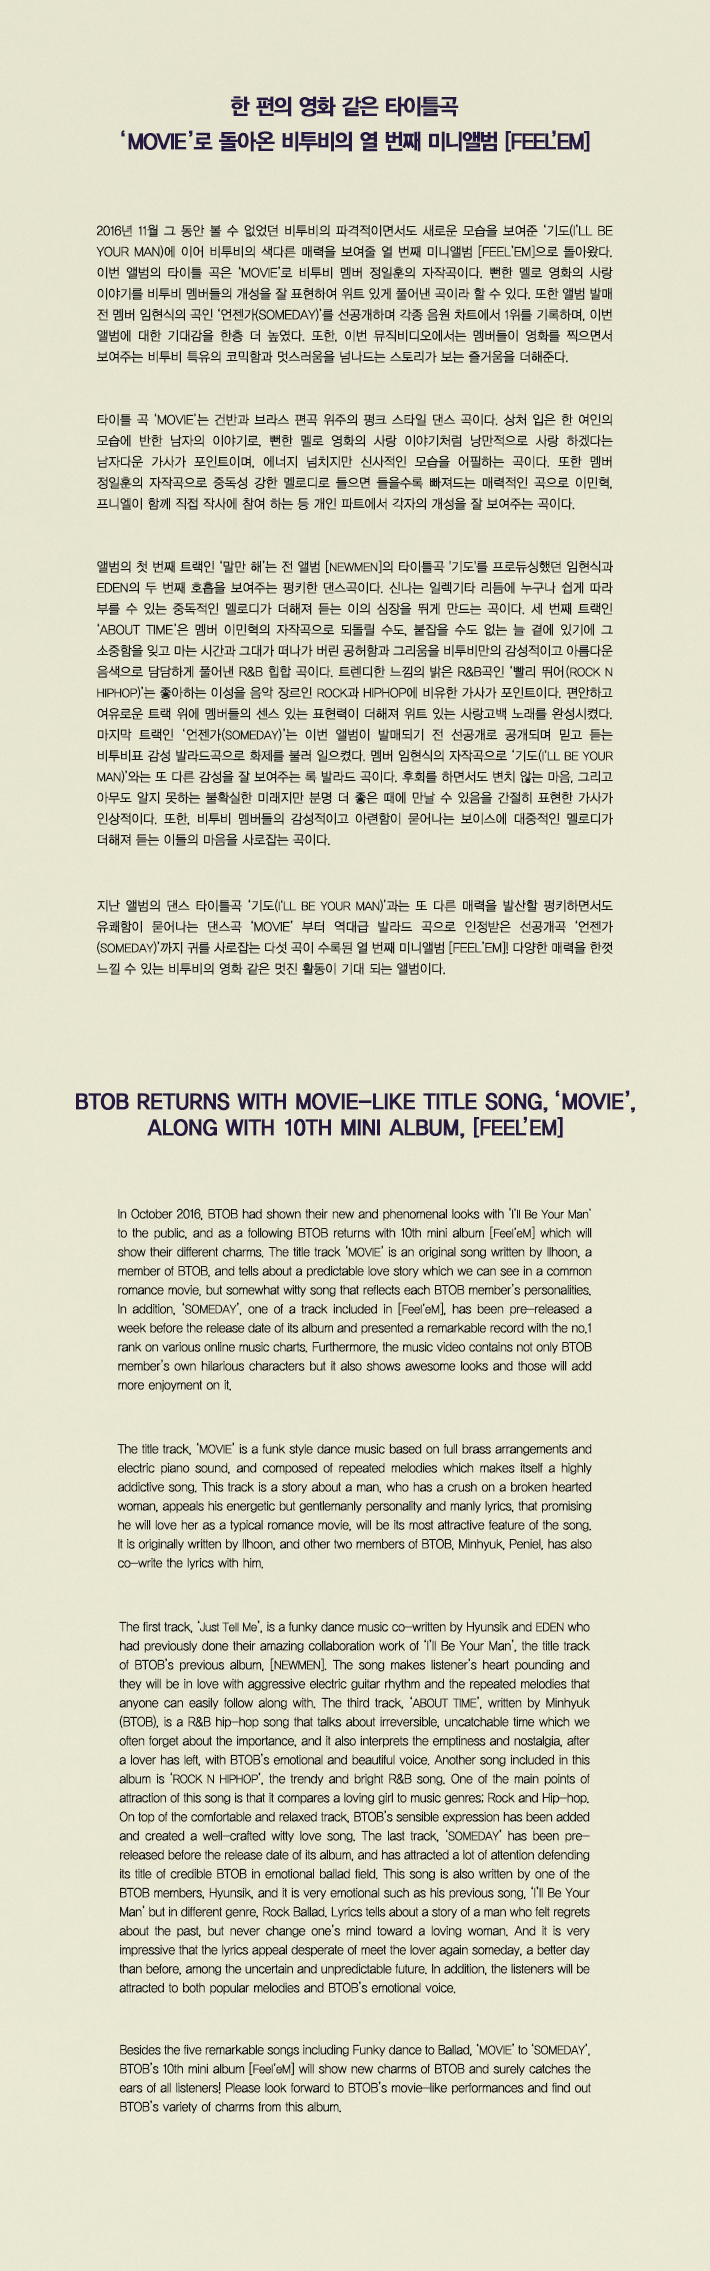 한 편의 영화 같은 타이틀곡
‘MOVIE’로 돌아온 비투비의 열 번째 미니앨범 [FEEL’EM]
2016년 11월 그 동안 볼 수 없었던 비투비의 파격적이면서도 새로운 모습을 보여준 ‘기도(I’LL BE
YOUR MAN)에 이어 비투비의 색다른 매력을 보여줄 열 번째 미니앨범 [FEEL’EM]으로 돌아왔다.
이번 앨범의 타이틀 곡은 ‘MOVIE’로 비투비 멤버 정일훈의 자작곡이다. 뻔한 멜로 영화의 사랑
이야기를 비투비 멤버들의 개성을 잘 표현하여 위트 있게 풀어낸 곡이라 할 수 있다. 또한 앨범 발매
전 멤버 임현식의 곡인 ‘언젠가(SOMEDAY)’를 선공개하며 각종 음원 차트에서 1위를 기록하며, 이번
앨범에 대한 기대감을 한층 더 높였다. 또한, 이번 뮤직비디오에서는 멤버들이 영화를 찍으면서
보여주는 비투비 특유의 코믹함과 멋스러움을 넘나드는 스토리가 보는 즐거움을 더해준다.
타이틀 곡 ‘MOVIE’는 건반과 브라스 편곡 위주의 펑크 스타일 댄스 곡이다. 상처 입은 한 여인의
모습에 반한 남자의 이야기로, 뻔한 멜로 영화의 사랑 이야기처럼 낭만적으로 사랑 하겠다는
남자다운 가사가 포인트이며, 에너지 넘치지만 신사적인 모습을 어필하는 곡이다. 또한 멤버
정일훈의 자작곡으로 중독성 강한 멜로디로 들으면 들을수록 빠져드는 매력적인 곡으로 이민혁,
프니엘이 함께 직접 작사에 참여 하는 등 개인 파트에서 각자의 개성을 잘 보여주는 곡이다.
앨범의 첫 번째 트랙인 ‘말만 해’는 전 앨범 [NEWMEN]의 타이틀곡 '기도'를 프로듀싱했던 임현식과
EDEN의 두 번째 호흡을 보여주는 펑키한 댄스곡이다. 신나는 일렉기타 리듬에 누구나 쉽게 따라
부를 수 있는 중독적인 멜로디가 더해져 듣는 이의 심장을 뛰게 만드는 곡이다. 세 번째 트랙인
‘ABOUT TIME’은 멤버 이민혁의 자작곡으로 되돌릴 수도, 붙잡을 수도 없는 늘 곁에 있기에 그
소중함을 잊고 마는 시간과 그대가 떠나가 버린 공허함과 그리움을 비투비만의 감성적이고 아름다운
음색으로 담담하게 풀어낸 R&B 힙합 곡이다. 트렌디한 느낌의 밝은 R&B곡인 ‘빨리 뛰어(ROCK N
HIPHOP)’는 좋아하는 이성을 음악 장르인 ROCK과 HIPHOP에 비유한 가사가 포인트이다. 편안하고
여유로운 트랙 위에 멤버들의 센스 있는 표현력이 더해져 위트 있는 사랑고백 노래를 완성시켰다.
마지막 트랙인 ‘언젠가(SOMEDAY)’는 이번 앨범이 발매되기 전 선공개로 공개되며 믿고 듣는
비투비표 감성 발라드곡으로 화제를 불러 일으켰다. 멤버 임현식의 자작곡으로 ‘기도(I’LL BE YOUR
MAN)’와는 또 다른 감성을 잘 보여주는 록 발라드 곡이다. 후회를 하면서도 변치 않는 마음, 그리고
아무도 알지 못하는 불확실한 미래지만 분명 더 좋은 때에 만날 수 있음을 간절히 표현한 가사가
인상적이다. 또한, 비투비 멤버들의 감성적이고 아련함이 묻어나는 보이스에 대중적인 멜로디가
더해져 듣는 이들의 마음을 사로잡는 곡이다.
지난 앨범의 댄스 타이틀곡 ‘기도(I’LL BE YOUR MAN)’과는 또 다른 매력을 발산할 펑키하면서도
유쾌함이 묻어나는 댄스곡 ‘MOVIE’ 부터 역대급 발라드 곡으로 인정받은 선공개곡 ‘언젠가
(SOMEDAY)’까지 귀를 사로잡는 다섯 곡이 수록된 열 번째 미니앨범 [FEEL’EM]! 다양한 매력을 한껏
느낄 수 있는 비투비의 영화 같은 멋진 활동이 기대 되는 앨범이다.
BTOB RETURNS WITH MOVIE-LIKE TITLE SONG, ‘MOVIE’,
ALONG WITH 10TH MINI ALBUM, [FEEL’EM]
In October 2016, BTOB had shown their new and phenomenal looks with ‘I’ll Be Your Man’
to the public, and as a following BTOB returns with 10th mini album [Feel’eM] which will
show their different charms. The title track ‘MOVIE’ is an original song written by Ilhoon, a
member of BTOB, and tells about a predictable love story which we can see in a common
romance movie, but somewhat witty song that reflects each BTOB member’s personalities.
In addition, ‘SOMEDAY’, one of a track included in [Feel’eM], has been pre-released a
week before the release date of its album and presented a remarkable record with the no.1
rank on various online music charts. Furthermore, the music video contains not only BTOB
member’s own hilarious characters but it also shows awesome looks and those will add
more enjoyment on it.
The title track, ‘MOVIE’ is a funk style dance music based on full brass arrangements and
electric piano sound, and composed of repeated melodies which makes itself a highly
addictive song. This track is a story about a man, who has a crush on a broken hearted
woman, appeals his energetic but gentlemanly personality and manly lyrics, that promising
he will love her as a typical romance movie, will be its most attractive feature of the song.
It is originally written by Ilhoon, and other two members of BTOB, Minhyuk, Peniel, has also
co-write the lyrics with him.
The first track, ‘Just Tell Me’, is a funky dance music co-written by Hyunsik and EDEN who
had previously done their amazing collaboration work of ‘I’ll Be Your Man’, the title track
of BTOB’s previous album, [NEWMEN]. The song makes listener’s heart pounding and
they will be in love with aggressive electric guitar rhythm and the repeated melodies that
anyone can easily follow along with. The third track, ‘ABOUT TIME’, written by Minhyuk
(BTOB), is a R&B hip-hop song that talks about irreversible, uncatchable time which we
often forget about the importance, and it also interprets the emptiness and nostalgia, after
a lover has left, with BTOB’s emotional and beautiful voice. Another song included in this
album is ‘ROCK N HIPHOP’, the trendy and bright R&B song. One of the main points of
attraction of this song is that it compares a loving girl to music genres; Rock and Hip-hop.
On top of the comfortable and relaxed track, BTOB’s sensible expression has been added
and created a well-crafted witty love song. The last track, ‘SOMEDAY’ has been pre-
released before the release date of its album, and has attracted a lot of attention defending
its title of credible BTOB in emotional ballad field. This song is also written by one of the
BTOB members, Hyunsik, and it is very emotional such as his previous song, ‘I’ll Be Your
Man’ but in different genre, Rock Ballad. Lyrics tells about a story of a man who felt regrets
about the past, but never change one’s mind toward a loving woman. And it is very
impressive that the lyrics appeal desperate of meet the lover again someday, a better day
than before, among the uncertain and unpredictable future. In addition, the listeners will be
attracted to both popular melodies and BTOB’s emotional voice.
Besides the five remarkable songs including Funky dance to Ballad, ‘MOVIE’ to ‘SOMEDAY’,
BTOB’s 10th mini album [Feel’eM] will show new charms of BTOB and surely catches the
ears of all listeners! Please look forward to BTOB’s movie-like performances and find out
BTOB’s variety of charms from this album.